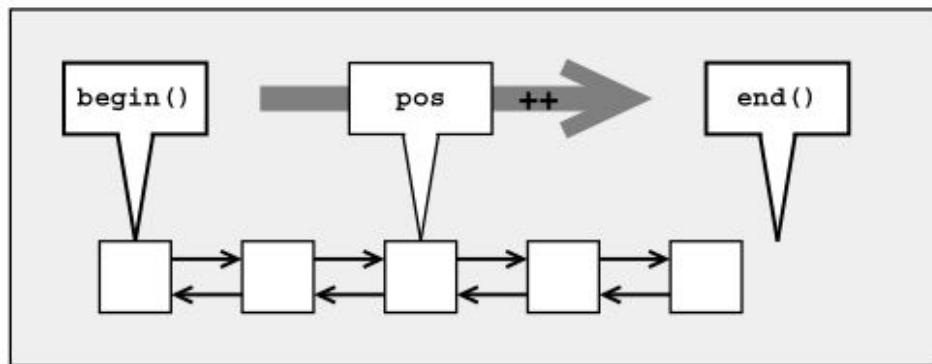 begin()
pos
++
end()